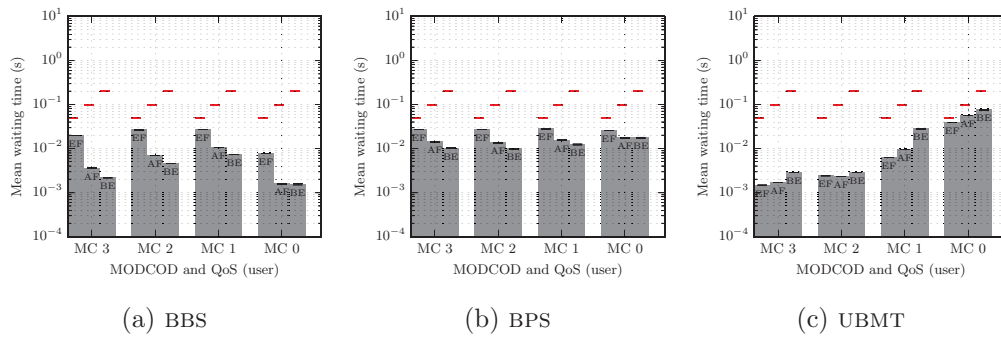 Mean waiting time (s)
10^1
10^0
10^{-1}
10^{-2}
10^{-3}
10^{-4}
EF
AF
BE
EF
AF
BE
EF
AF
BE
EF
AF
BE
MC 3 MC 2 MC 1 MC 0
MODCOD and QoS (user)
(a) BBS
Mean waiting time (s)
10^1
10^0
10^{-1}
10^{-2}
10^{-3}
10^{-4}
EF
AF
BE
EF
AF
BE
EF
AF
BE
EF
AF
BE
MC 3 MC 2 MC 1 MC 0
MODCOD and QoS (user)
(b) BPS
Mean waiting time (s)
10^1
10^0
10^{-1}
10^{-2}
10^{-3}
10^{-4}
EF
AF
BE
EF
AF
BE
EF
AF
BE
EF
AF
BE
MC 3 MC 2 MC 1 MC 0
MODCOD and QoS (user)
(c) UBMT